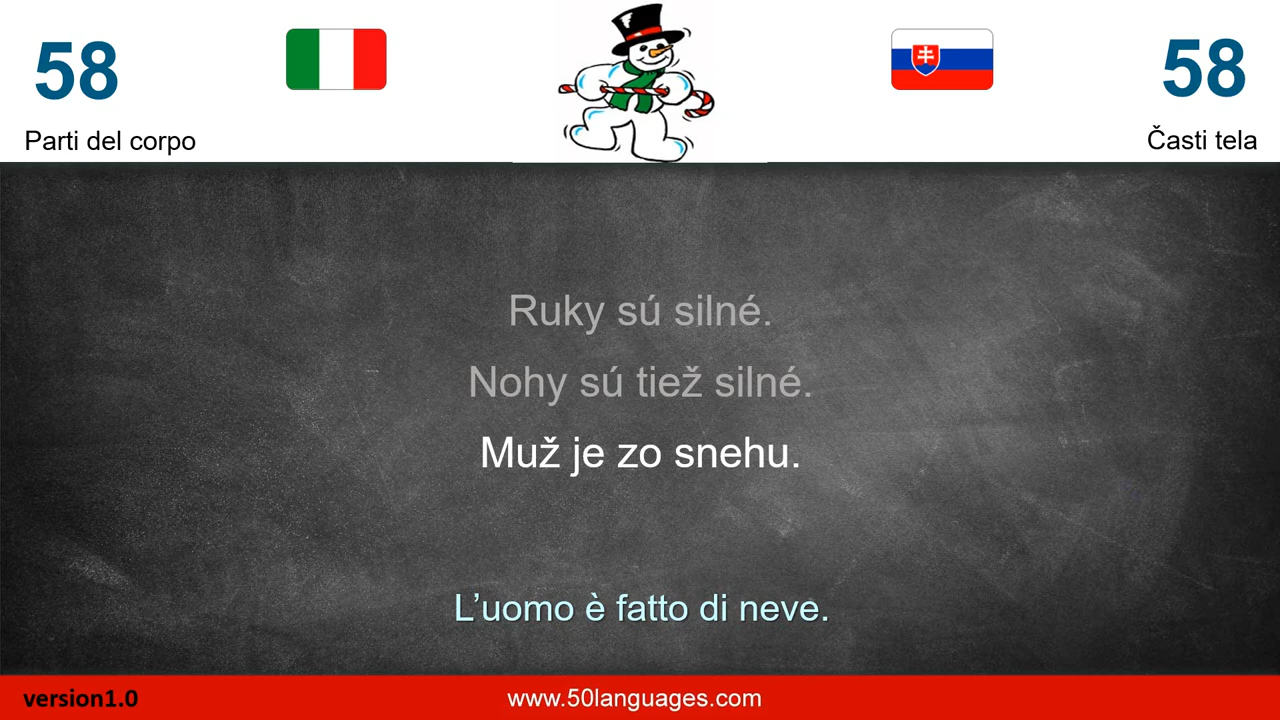 58
58
Parti del corpo
Časti tela
Ruky sú silné.
Nohy sú tiež silné.
Muž je zo snehu.
L’uomo è fatto di neve.
version1.0
www.50languages.com